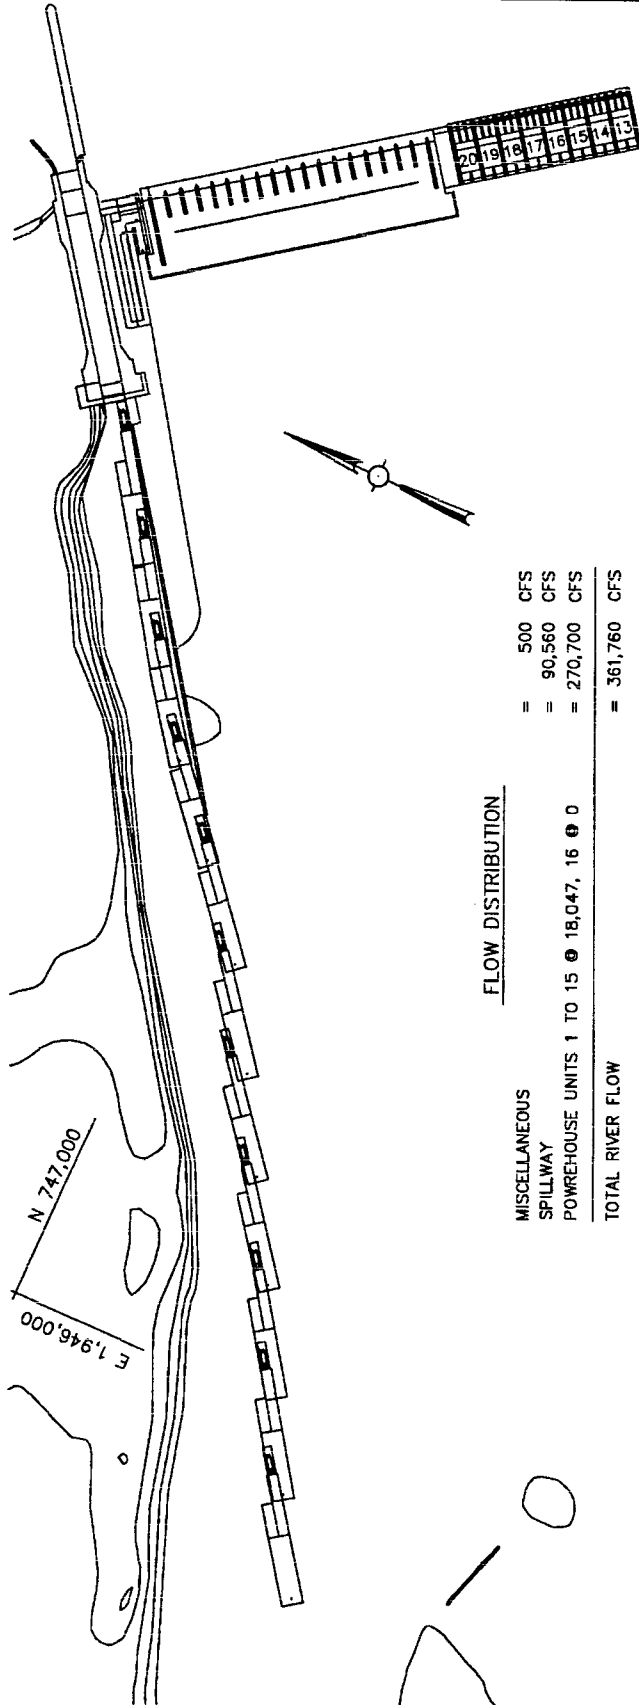 20 19 18 17 16 15 14 13
N 747,000
E 1,946,000
FLOW DISTRIBUTION
MISCELLANEOUS = 500 CFS
SPILLWAY = 90,560 CFS
POWREHOUSE UNITS 1 TO 15 @ 18,047, 16 @ 0 = 270,700 CFS
TOTAL RIVER FLOW = 361,760 CFS